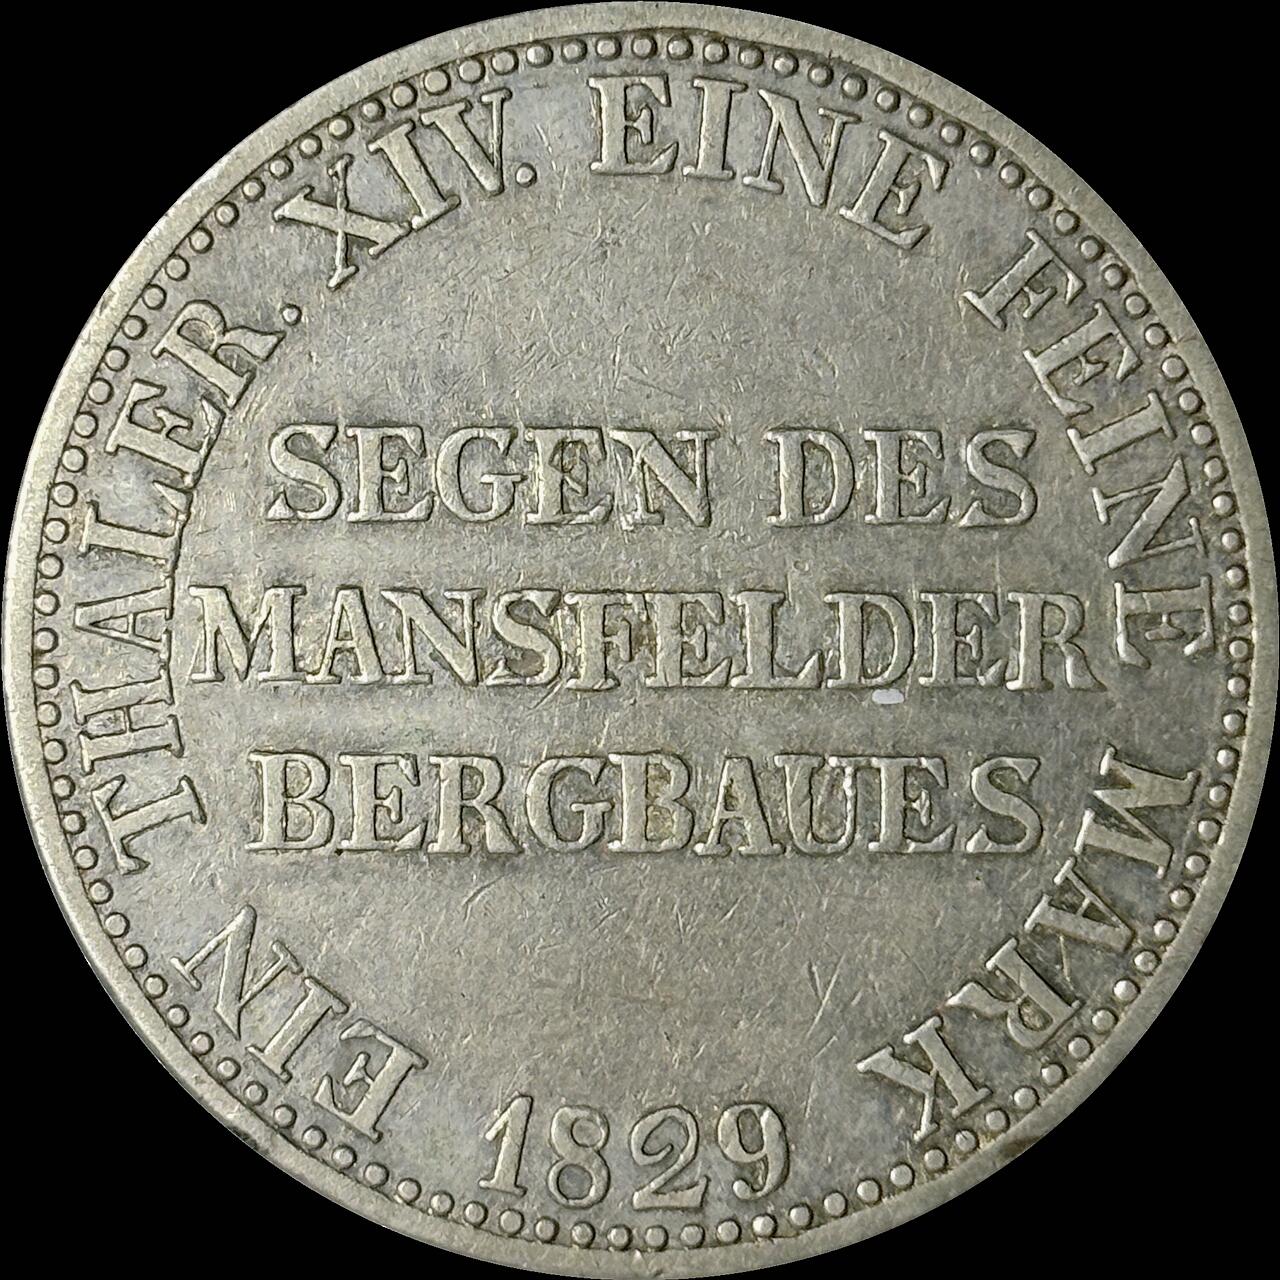 EIN THALER. XIV. EINE FEINE MARK
SEGEN DES
MANSFELDER
BERGBAUES
1829